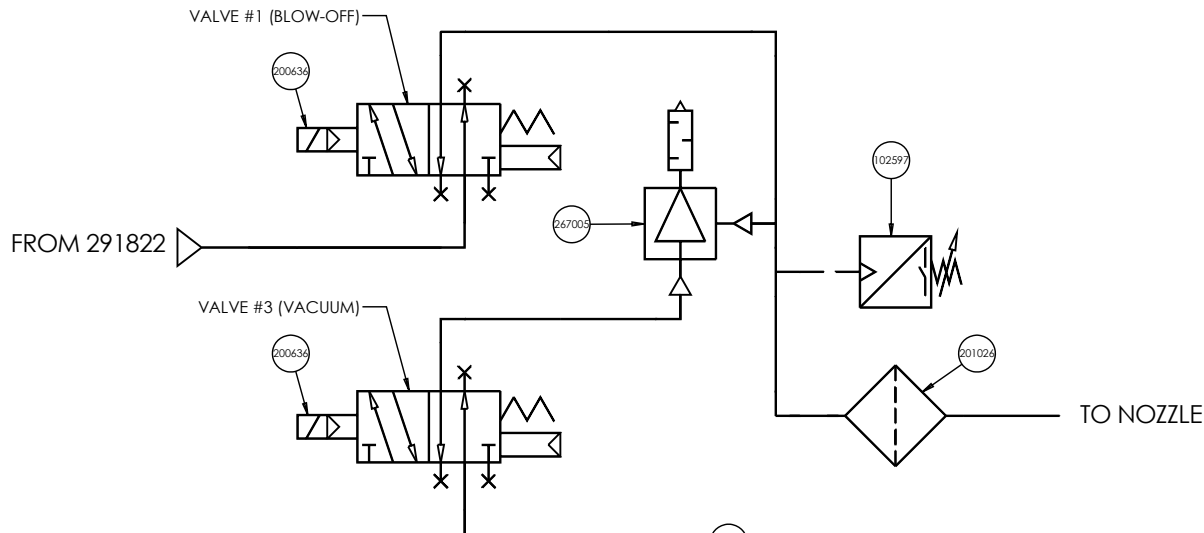 VALVE #1 (BLOW-OFF)
200636
102597
267005
FROM 291822
VALVE #3 (VACUUM)
200636
201026
TO NOZZLE